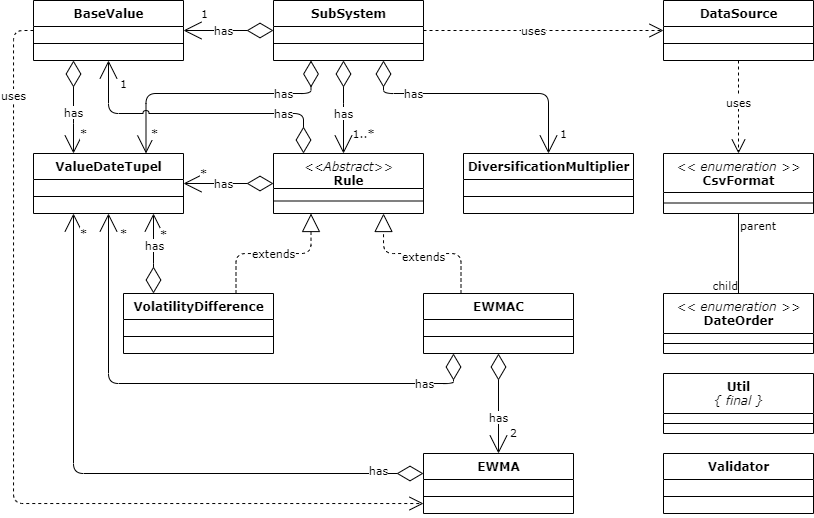 BaseValue
SubSystem
DataSource
1
has
uses
uses
has
1
has
has
has
has
has
uses
*
*
1..*
1
ValueDateTupel
<<Abstract>>
Rule
DiversificationMultiplier
<< enumeration >>
CsvFormat
*
has
*
*
*
has
extends
extends
parent
child
VolatilityDifference
EWMAC
<< enumeration >>
DateOrder
has
has
2
Util
{ final }
has
EWMA
Validator